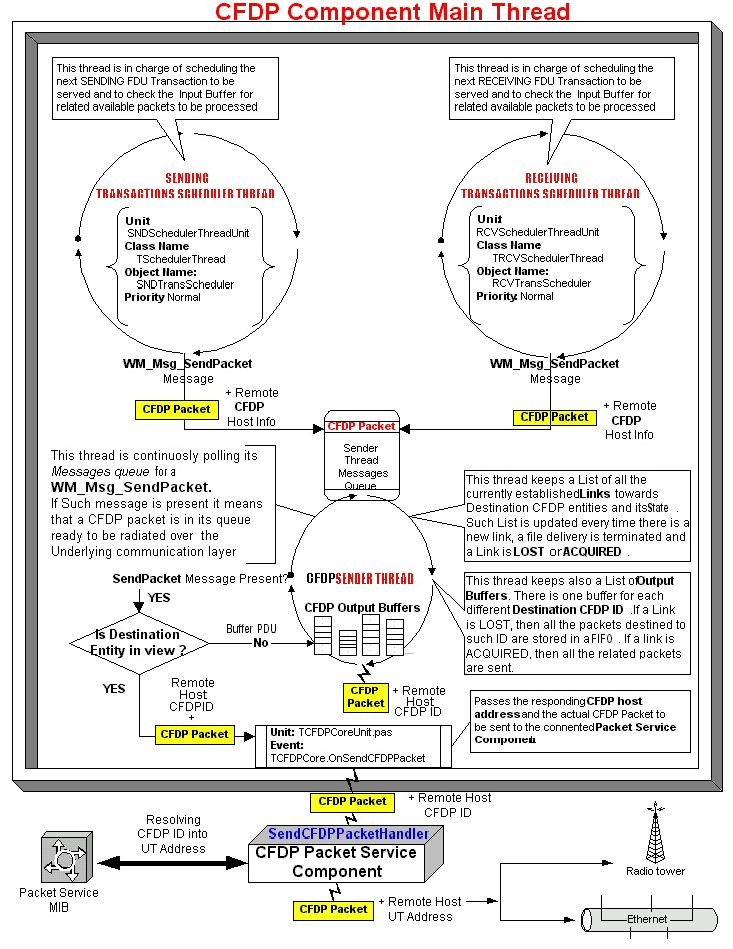 CFDP Component Main Thread
This thread is in charge of scheduling the
next SENDING FDU Transaction to be
served and to check the Input Buffer for
related available packets to be processed
This thread is in charge of scheduling the
next RECEIVING FDU Transaction to be
served and to check the Input Buffer for
related available packets to be processed
SENDING
TRANSACTIONS SCHEDULER THREAD
Unit
SNDSchedulerThreadUnit
Class Name
TSchedulerThread
Object Name:
SNDTransScheduler
Priority Normal
RECEIVING
TRANSACTIONS SCHEDULER THREAD
Unit
RCVSchedulerThreadUnit
Class Name
TRCVSchedulerThread
Object Name:
RCVTransScheduler
Priority: Normal
WM_Msg_SendPacket
Message
CFDP Packet
+ Remote
CFDP
Host Info
WM_Msg_SendPacket
Message
CFDP Packet
+ Remote
CFDP
Host Info
CFDP Packet
Sender
Thread
Messages
Queue
This thread is continuosly polling its
Messages queue for a
WM_Msg_SendPacket.
If Such message is present it means
that a CFDP packet is in its queue
ready to be radiated over the
Underlying communication layer
This thread keeps a List of all the
currently established Links towards
Destination CFDP entities and its State .
Such List is updated every time there is a
new link, a file delivery is terminated and
a Link is LOST or ACQUIRED .
SendPacket Message Present?
YES
CFDP SENDER THREAD
CFDP Output Buffers
This thread keeps also a List of Output
Buffers. There is one buffer for each
different Destination CFDP ID .If a Link
is LOST, then all the packets destined to
such ID are stored in a FIFO . If a link is
ACQUIRED, then all the related packets
are sent.
Is Destination
Entity in view ?
Buffer PDU
No
YES
Remote
Host
CFDPID
+
CFDP Packet
CFDP
Packet
+ Remote
Host
CFDP ID
Unit: TCFDPCoreUnit.pas
Event:
TCFDPCore.OnSendCFDPPacket
Passes the responding CFDP host
address and the actual CFDP Packet to
be sent to the connented Packet Service
Component.
CFDP Packet
+ Remote Host
CFDP ID
Resolving
CFDP ID into
UT Address
SendCFDPPacketHandler
CFDP Packet Service
Component
Packet Service
MIB
CFDP Packet
+ Remote Host
UT Address
Radio tower
Ethernet